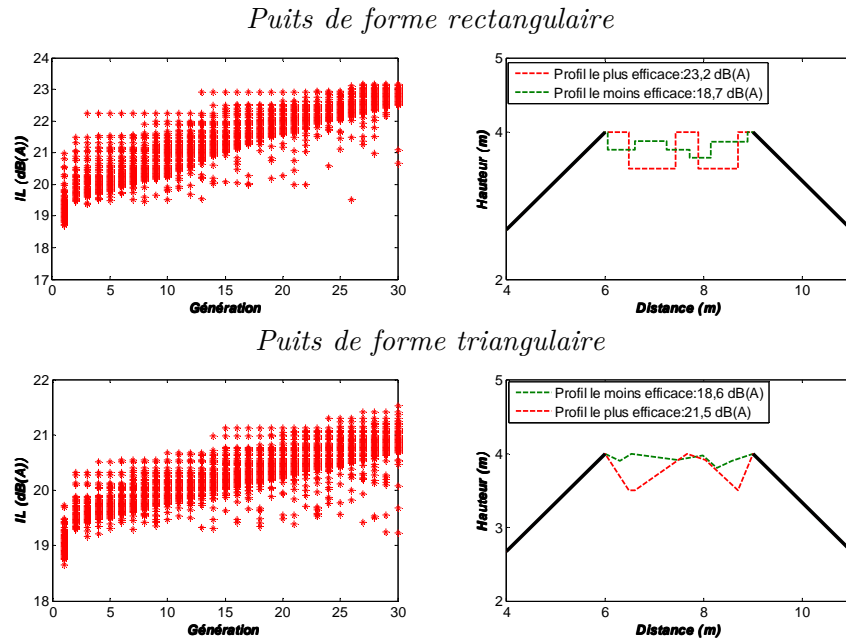 Puits de forme rectangulaire
24
23
22
21
20
19
18
17
0 5 10 15 20 25 30
IL (dB(A))
Génération
5
4
2
4 6 8 10
Hauteur (m)
Distance (m)
Profil le plus efficace:23,2 dB(A)
Profil le moins efficace:18,7 dB(A)
Puits de forme triangulaire
22
21
20
19
18
0 5 10 15 20 25 30
IL (dB(A))
Génération
5
4
3
2
4 6 8 10
Hauteur (m)
Distance (m)
Profil le moins efficace:18,6 dB(A)
Profil le plus efficace:21,5 dB(A)